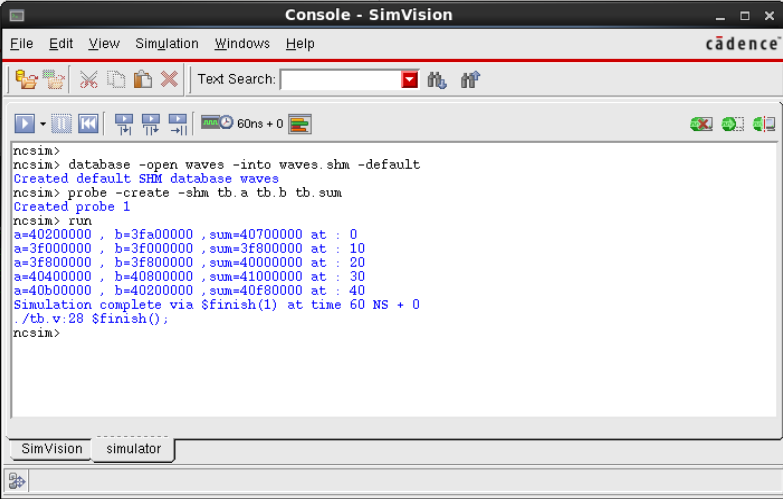 Console - SimVision
File Edit View Simulation Windows Help
cādence
Text Search:
60ns + 0
ncsim>
ncsim> database -open waves -into waves.shm -default
Created default SHM database waves
ncsim> probe -create -shm tb.a tb.b tb.sum
Created probe 1
ncsim> run
a=40200000 , b=3fa00000 ,sum=40700000 at : 0
a=3f000000 , b=3f000000 ,sum=3f800000 at : 10
a=3f800000 , b=3f800000 ,sum=40000000 at : 20
a=40400000 , b=40800000 ,sum=41000000 at : 30
a=40b00000 , b=40200000 ,sum=40f80000 at : 40
Simulation complete via $finish(1) at time 60 NS + 0
./tb.v:28 $finish();
ncsim>
SimVision simulator